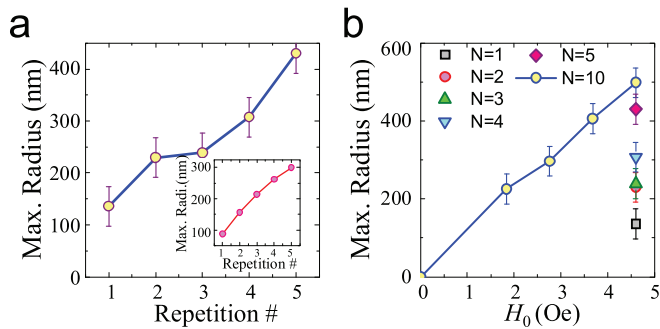 a
Max. Radius (nm)
400
300
200
100
0
1 2 3 4 5
Repetition #
Max. Radi.(nm)
300
200
100
1 2 3 4 5
Repetition #
b
Max. Radius (nm)
600
400
200
0
N=1
N=2
N=3
N=4
N=5
N=10
0 1 2 3 4 5
H₀ (Oe)